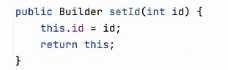 public Builder setId(int id) {
    this.id = id;
    return this;
}